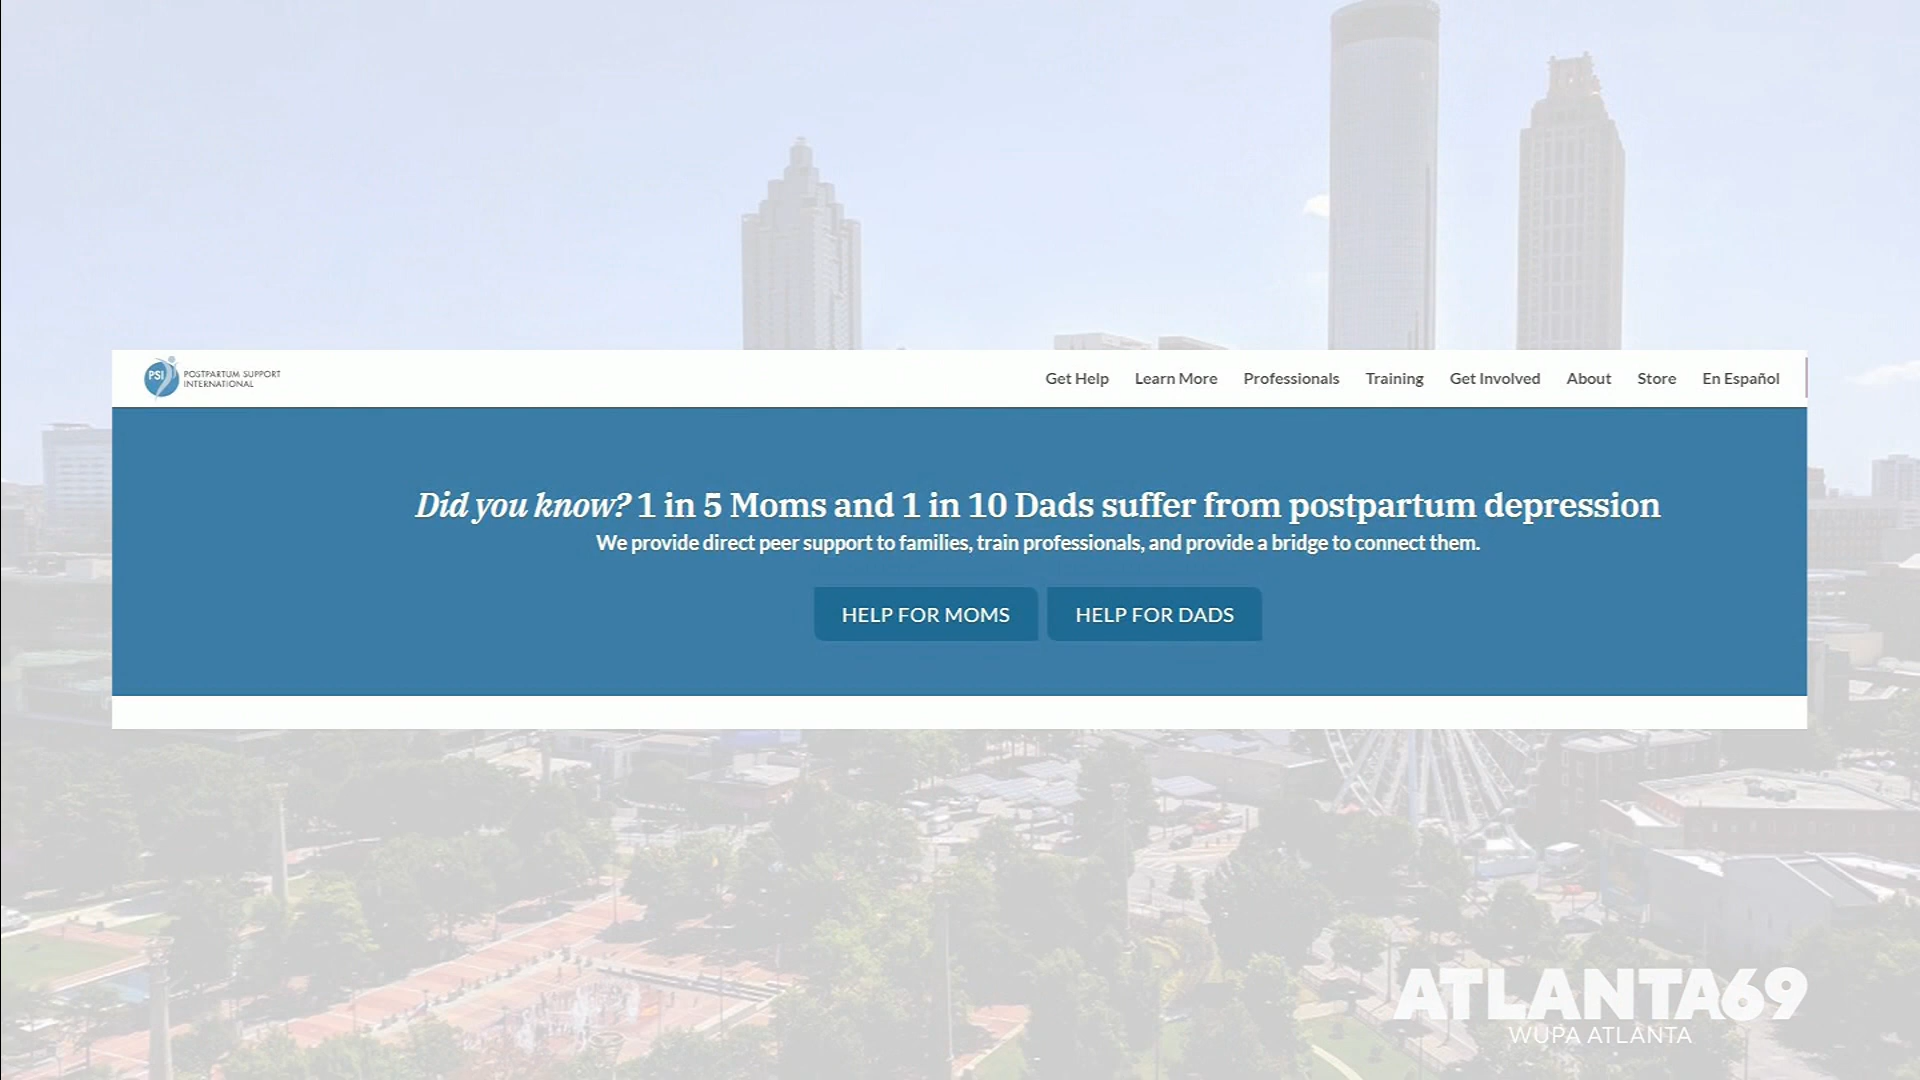 PSI
POSTPARTUM SUPPORT
INTERNATIONAL
Get Help Learn More Professionals Training Get Involved About Store En Español
Did you know? 1 in 5 Moms and 1 in 10 Dads suffer from postpartum depression
We provide direct peer support to families, train professionals, and provide a bridge to connect them.
HELP FOR MOMS HELP FOR DADS
ATLANTA69
WUPA ATLANTA